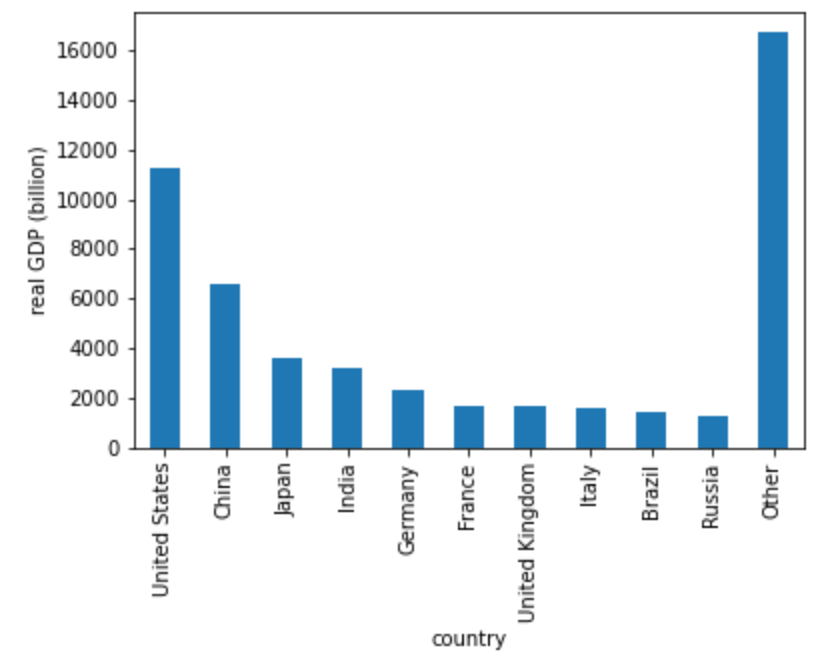 real GDP (billion)
16000
14000
12000
10000
8000
6000
4000
2000
0
United States
China
Japan
India
Germany
France
United Kingdom
Italy
Brazil
Russia
Other
country